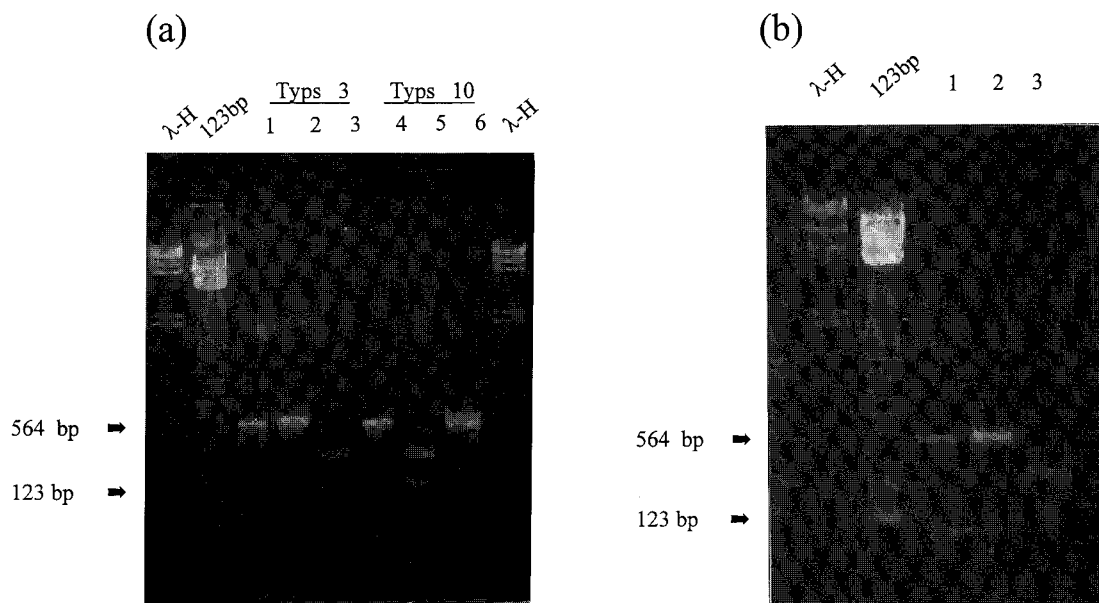 (a)
Typs 3 Typs 10
λ-H 123bp 1 2 3 4 5 6 λ-H
564 bp
123 bp
(b)
λ-H 123bp 1 2 3
564 bp
123 bp